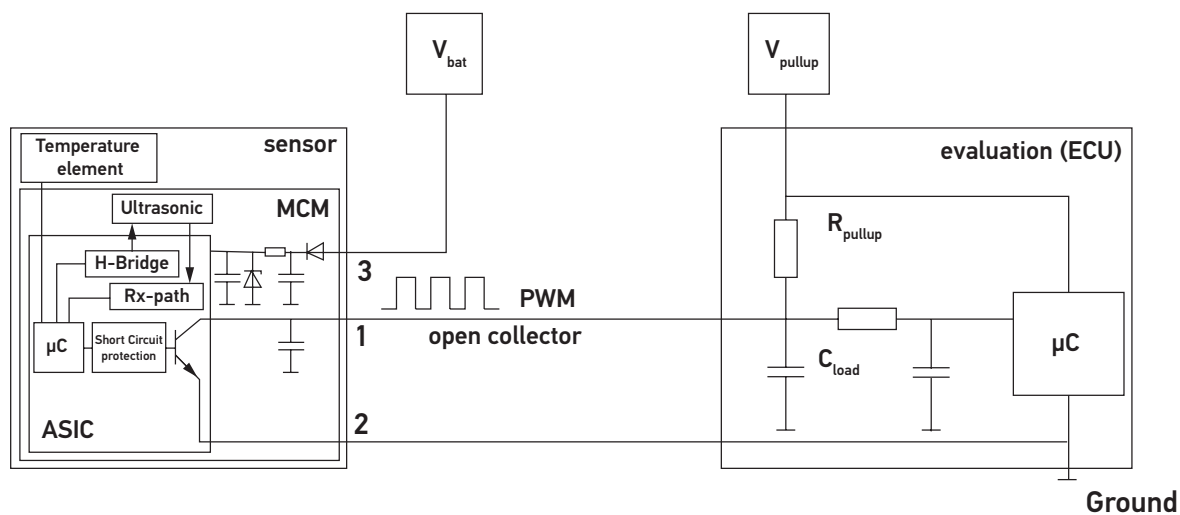 V bat
V pullup
sensor
evaluation (ECU)
Temperature
element
MCM
Ultrasonic
R pullup
H-Bridge
3
Rx-path
PWM
1
open collector
µC
Short Circuit
protection
µC
C load
ASIC
2
Ground